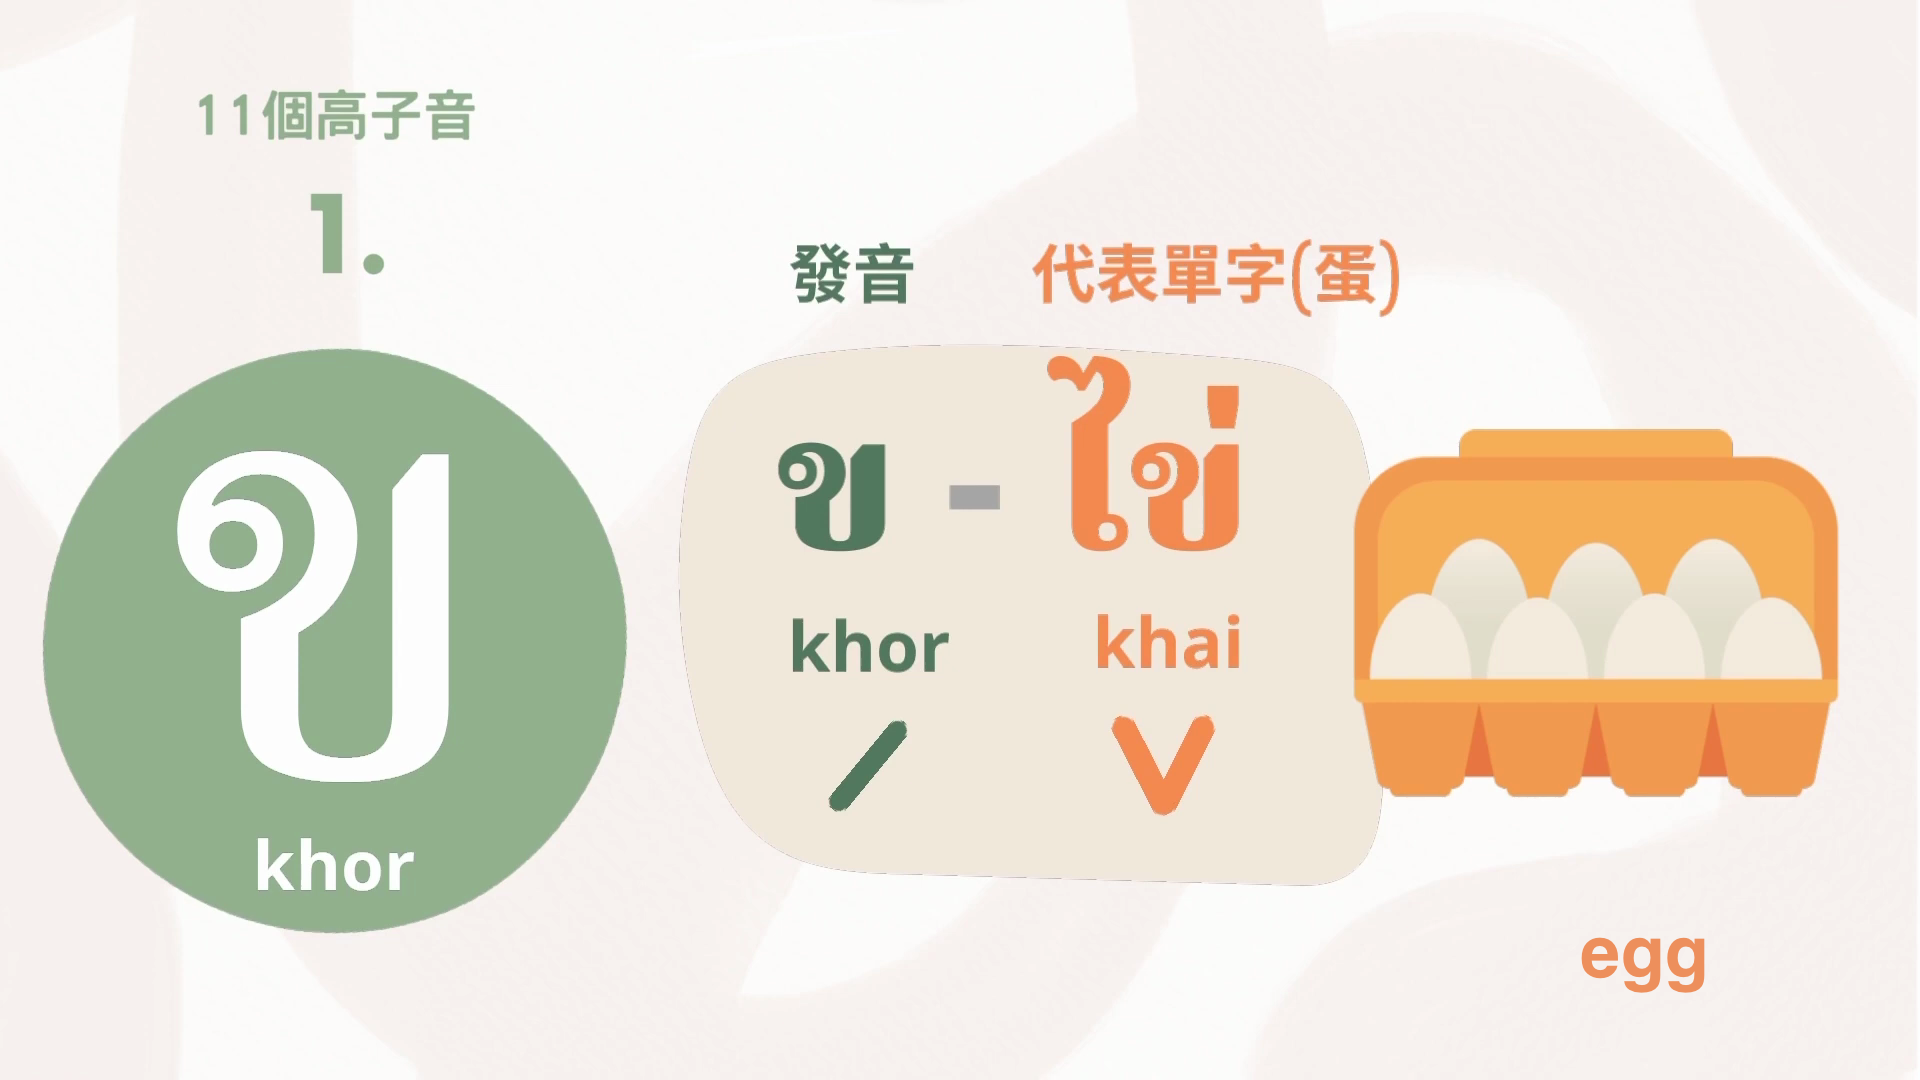 11個高子音
1.
ข
khor
發音 代表單字(蛋)
ข - ไข่
khor khai
/ V
egg